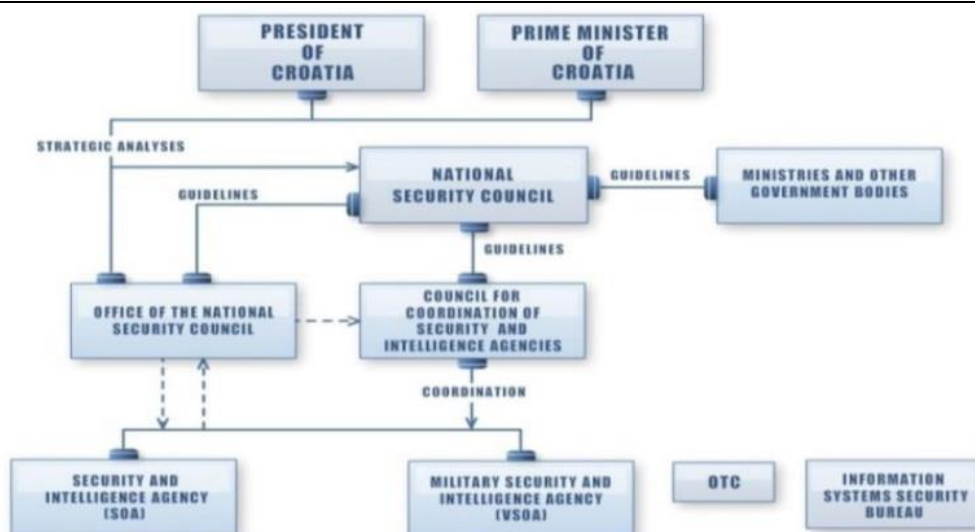 PRESIDENT
OF
CROATIA
PRIME MINISTER
OF
CROATIA
STRATEGIC ANALYSES
NATIONAL
SECURITY COUNCIL
GUIDELINES
MINISTRIES AND OTHER
GOVERNMENT BODIES
GUIDELINES
GUIDELINES
OFFICE OF THE NATIONAL
SECURITY COUNCIL
COUNCIL FOR
COORDINATION OF
SECURITY AND
INTELLIGENCE AGENCIES
COORDINATION
SECURITY AND
INTELLIGENCE AGENCY
(SOA)
MILITARY SECURITY AND
INTELLIGENCE AGENCY
(VSOA)
OTC
INFORMATION
SYSTEMS SECURITY
BUREAU